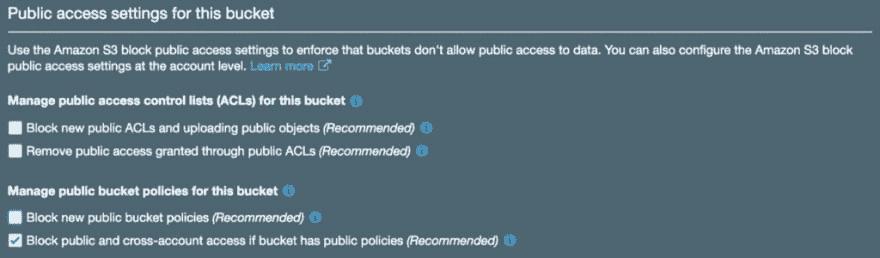 Public access settings for this bucket
Use the Amazon S3 block public access settings to enforce that buckets don't allow public access to data. You can also configure the Amazon S3 block
public access settings at the account level. Learn more
Manage public access control lists (ACLs) for this bucket
Block new public ACLs and uploading public objects (Recommended)
Remove public access granted through public ACLs (Recommended)
Manage public bucket policies for this bucket
Block new public bucket policies (Recommended)
Block public and cross-account access if bucket has public policies (Recommended)